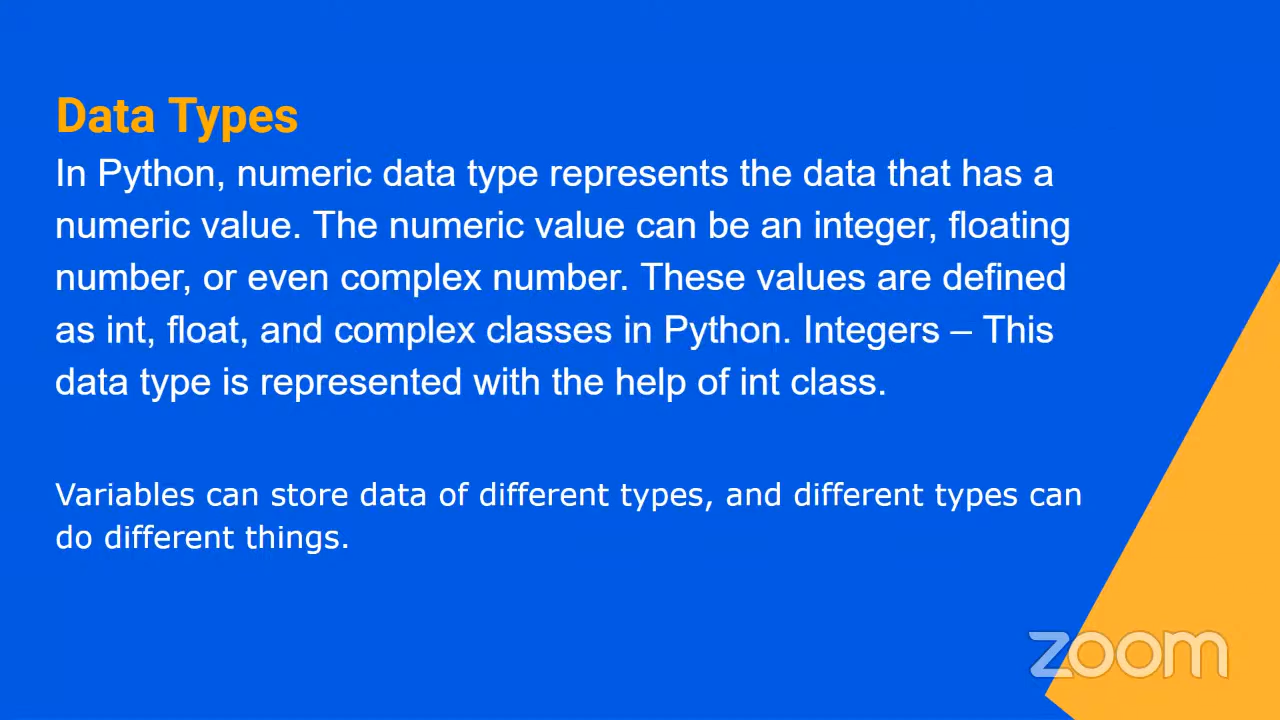 Data Types
In Python, numeric data type represents the data that has a
numeric value. The numeric value can be an integer, floating
number, or even complex number. These values are defined
as int, float, and complex classes in Python. Integers – This
data type is represented with the help of int class.
Variables can store data of different types, and different types can
do different things.
zoom